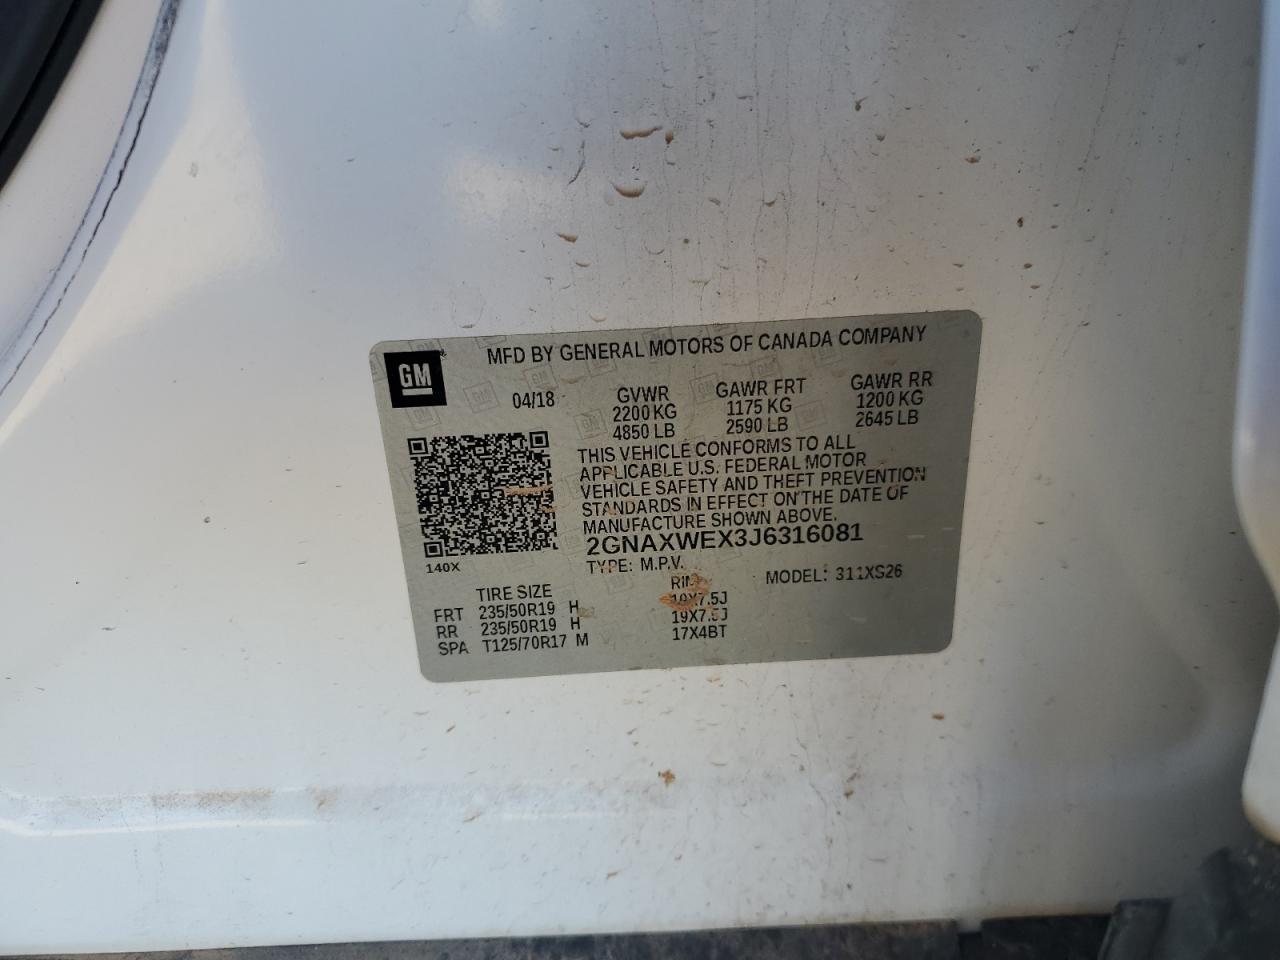 MFD BY GENERAL MOTORS OF CANADA COMPANY
GM
04/18
GVWR GAWR FRT GAWR RR
2200 KG 1175 KG 1200 KG
4850 LB 2590 LB 2645 LB
THIS VEHICLE CONFORMS TO ALL
APPLICABLE U.S. FEDERAL MOTOR
VEHICLE SAFETY AND THEFT PREVENTION
STANDARDS IN EFFECT ON THE DATE OF
MANUFACTURE SHOWN ABOVE.
2GNAXWEX3J6316081
140X
TYPE: M.P.V. MODEL: 311XS26
TIRE SIZE RIM
FRT 235/50R19 H 19X7.5J
RR 235/50R19 H 19X7.5J
SPA T125/70R17 M 17X4BT